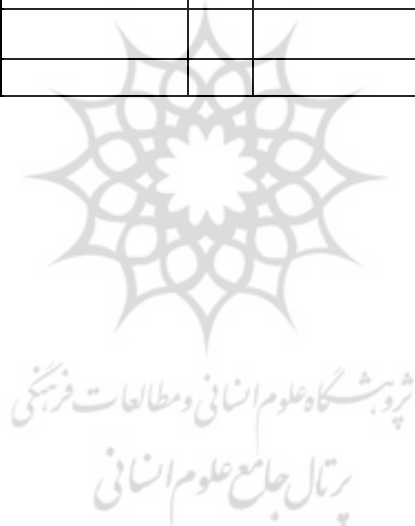 پژوهشگاه علوم انسانی و مطالعات فرهنگی
پرتال جامع علوم انسانی